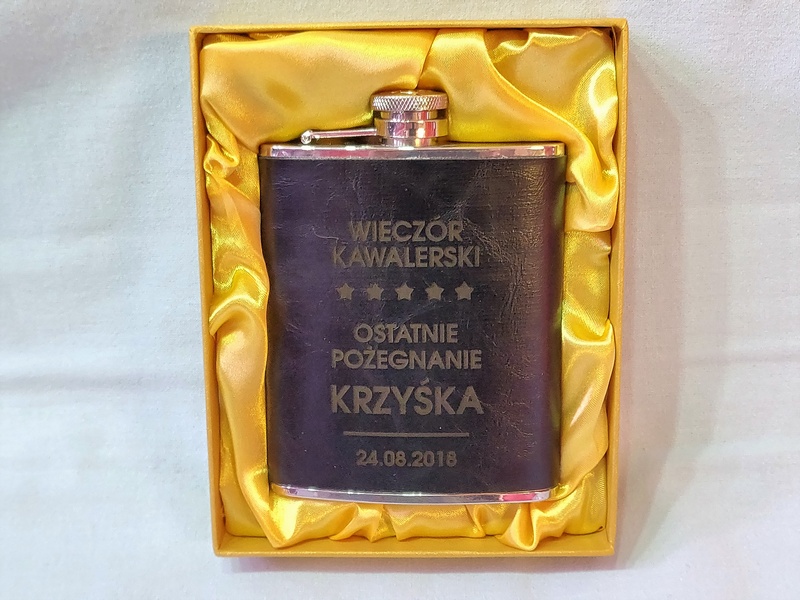 WIECZÓR
KAWALERSKI
OSTATNIE
POŻEGNANIE
KRZYŚKA
24.08.2018